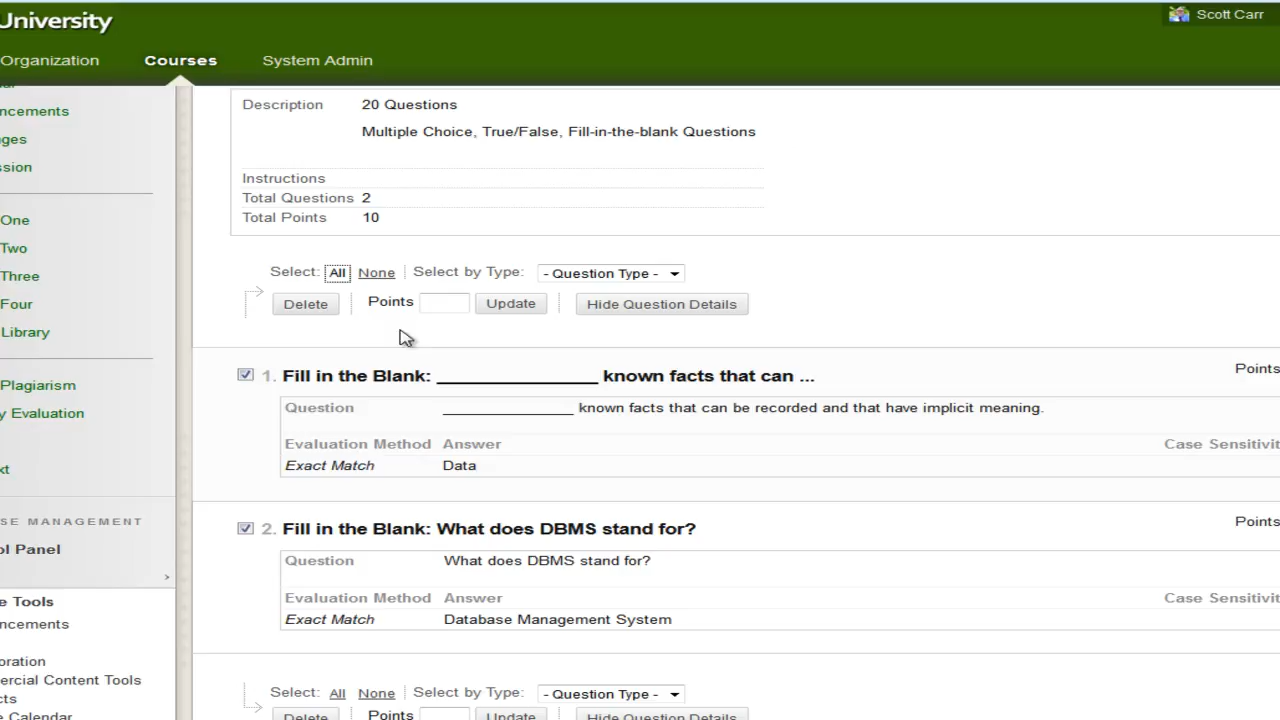 University
Scott Carr
Organization Courses System Admin
ncements
nges
ssion
One
Two
Three
Four
Library
Plagiarism
y Evaluation
xt
SE MANAGEMENT
ol Panel
>
e Tools
ncements
oration
ercial Content Tools
cts
e Calendar
Description 20 Questions
Multiple Choice, True/False, Fill-in-the-blank Questions
Instructions
Total Questions 2
Total Points 10
Select: All None Select by Type: - Question Type -
Delete Points Update Hide Question Details
Points
1. Fill in the Blank: _______________ known facts that can ...
Question _______________ known facts that can be recorded and that have implicit meaning.
Evaluation Method Answer Case Sensitivit
Exact Match Data
Points
2. Fill in the Blank: What does DBMS stand for?
Question What does DBMS stand for?
Evaluation Method Answer Case Sensitivit
Exact Match Database Management System
Select: All None Select by Type: - Question Type -
Delete Points Update Hide Question Details